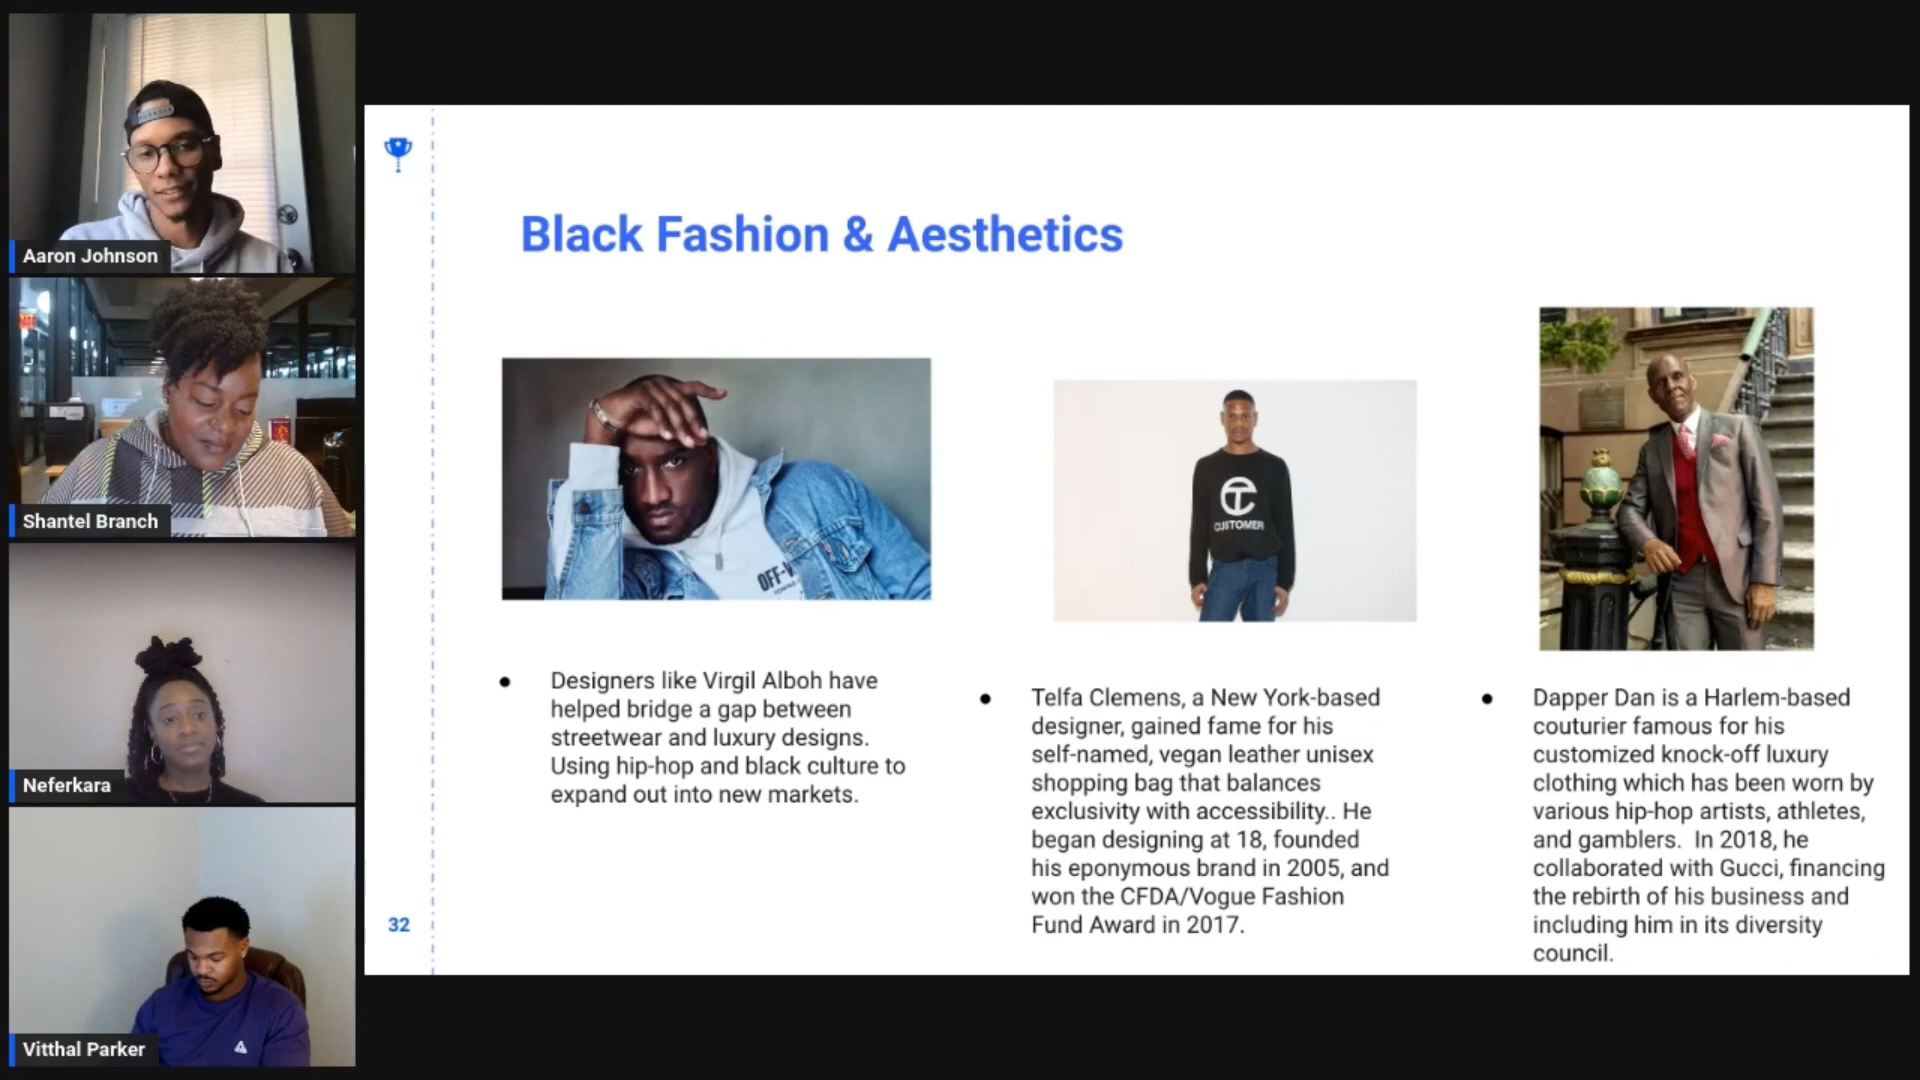 Aaron Johnson
Shantel Branch
Neferkara
Vitthal Parker
Black Fashion & Aesthetics
CUSTOMER
● Designers like Virgil Alboh have
helped bridge a gap between
streetwear and luxury designs.
Using hip-hop and black culture to
expand out into new markets.
● Telfa Clemens, a New York-based
designer, gained fame for his
self-named, vegan leather unisex
shopping bag that balances
exclusivity with accessibility.. He
began designing at 18, founded
his eponymous brand in 2005, and
won the CFDA/Vogue Fashion
Fund Award in 2017.
● Dapper Dan is a Harlem-based
couturier famous for his
customized knock-off luxury
clothing which has been worn by
various hip-hop artists, athletes,
and gamblers.  In 2018, he
collaborated with Gucci, financing
the rebirth of his business and
including him in its diversity
council.
32